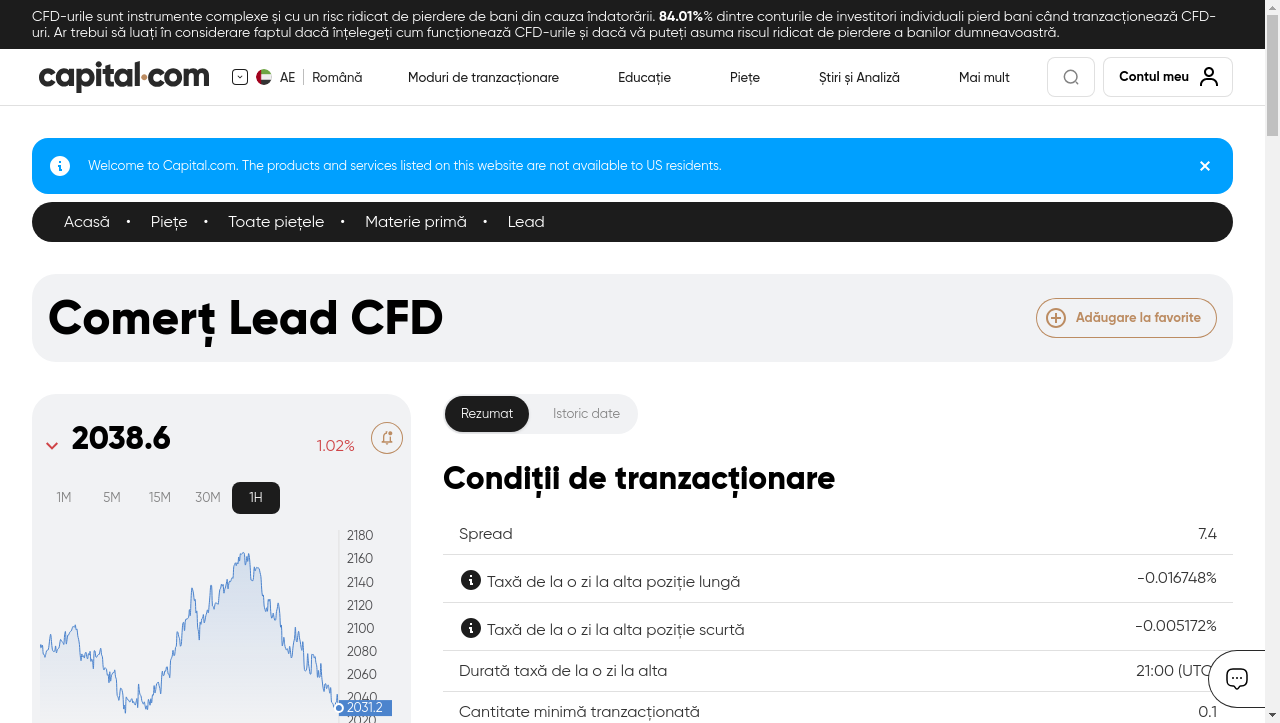 CFD-urile sunt instrumente complexe și cu un risc ridicat de pierdere de bani din cauza îndatorării. 84.01%% dintre conturile de investitori individuali pierd bani când tranzacționează CFD-
uri. Ar trebui să luați în considerare faptul dacă înțelegeți cum funcționează CFD-urile și dacă vă puteți asuma riscul ridicat de pierdere a banilor dumneavoastră.
capital.com AE Română Moduri de tranzacționare Educație Piețe Știri și Analiză Mai mult Contul meu
Welcome to Capital.com. The products and services listed on this website are not available to US residents.
Acasă • Piețe • Toate piețele • Materie primă • Lead
Comerț Lead CFD
Adăugare la favorite
2038.6 1.02%
1M 5M 15M 30M 1H
2180
2160
2140
2120
2100
2080
2060
2040
2031.2
2020
Rezumat Istoric date
Condiții de tranzacționare
Spread 7.4
Taxă de la o zi la alta poziție lungă -0.016748%
Taxă de la o zi la alta poziție scurtă -0.005172%
Durată taxă de la o zi la alta 21:00 (UTC
Cantitate minimă tranzacționată 0.1